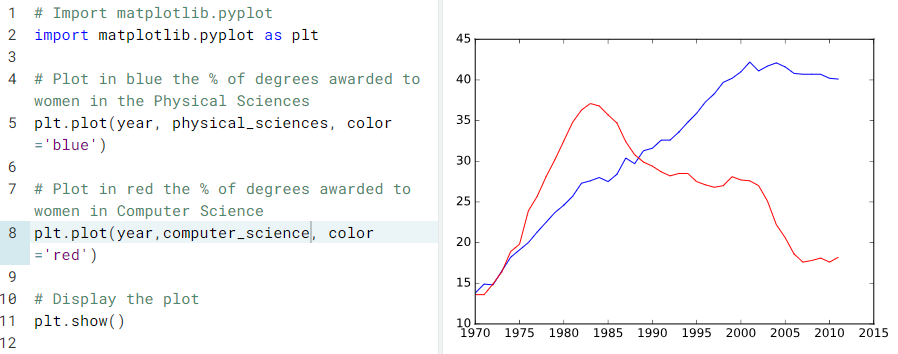 1 # Import matplotlib.pyplot
2 import matplotlib.pyplot as plt
3
4 # Plot in blue the % of degrees awarded to
women in the Physical Sciences
5 plt.plot(year, physical_sciences, color
='blue')
6
7 # Plot in red the % of degrees awarded to
women in Computer Science
8 plt.plot(year,computer_science, color
='red')
9
10 # Display the plot
11 plt.show()
12
45
40
35
30
25
20
15
10
1970 1975 1980 1985 1990 1995 2000 2005 2010 2015